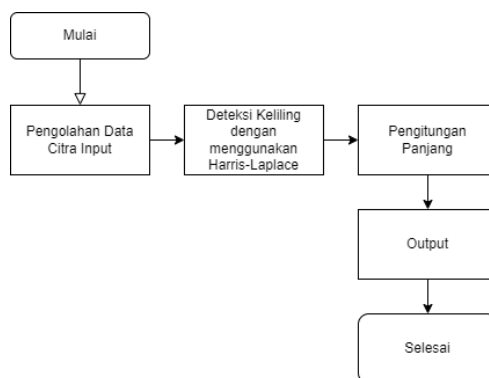 Mulai
Pengolahan Data
Citra Input
Deteksi Keliling
dengan
menggunakan
Harris-Laplace
Pengitungan
Panjang
Output
Selesai